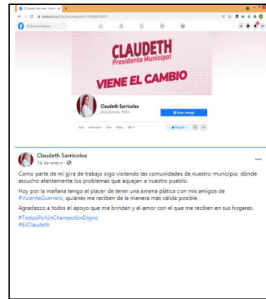 CLAUDETH
Presidenta Municipal
VIENE EL CAMBIO
Claudeth Sarricolea
Claudeth Sarricolea
14 de enero
Como parte de mi gira de trabajo sigo visitando las comunidades de nuestro municipio, dónde
escucho atentamente los problemas que aquejan a nuestro pueblo.
Hoy por la mañana tengo el placer de tener una amena plática con mis amigos de
#VicenteGuerrero, quiénes me reciben de la manera más cálida posible.
Agradezco a todos el apoyo que me brindan y el amor con el que me reciben en sus hogares.
#TodosPorUnChampotónDigno
#EsClaudeth